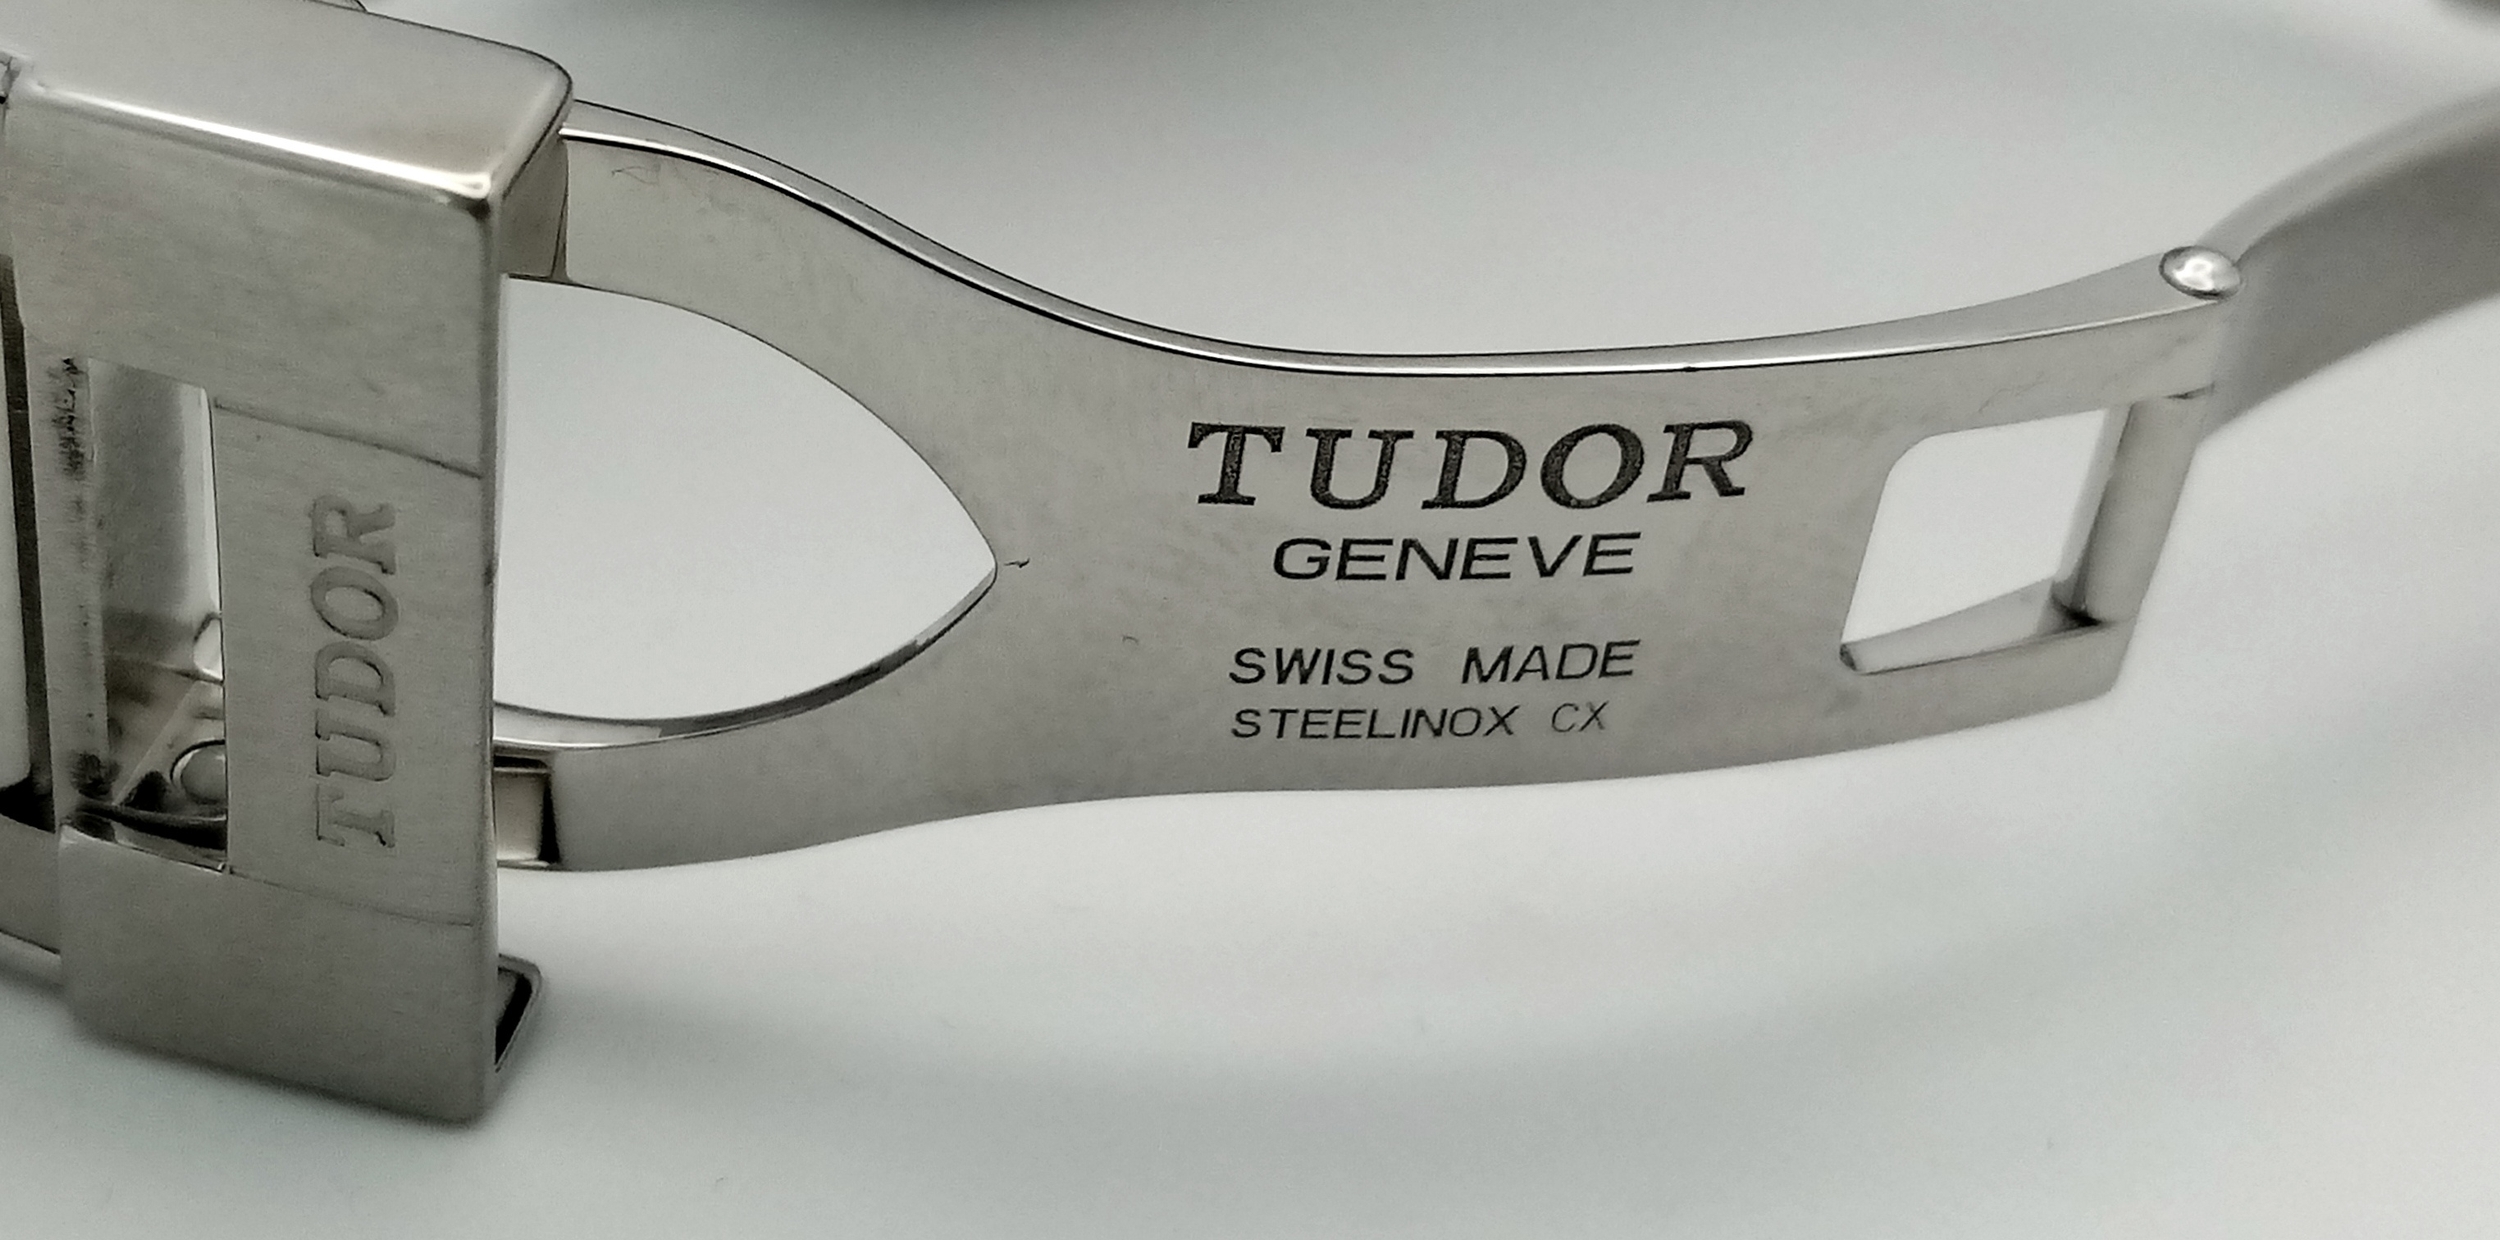 TUDOR
TUDOR
GENEVE
SWISS MADE
STEELINOX CX